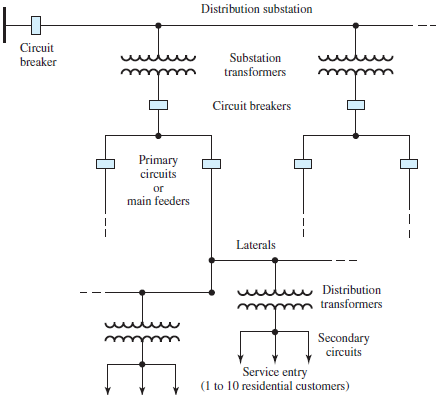 Distribution substation
Circuit
breaker
Substation
transformers
Circuit breakers
Primary
circuits
or
main feeders
Laterals
Distribution
transformers
Secondary
circuits
Service entry
(1 to 10 residential customers)